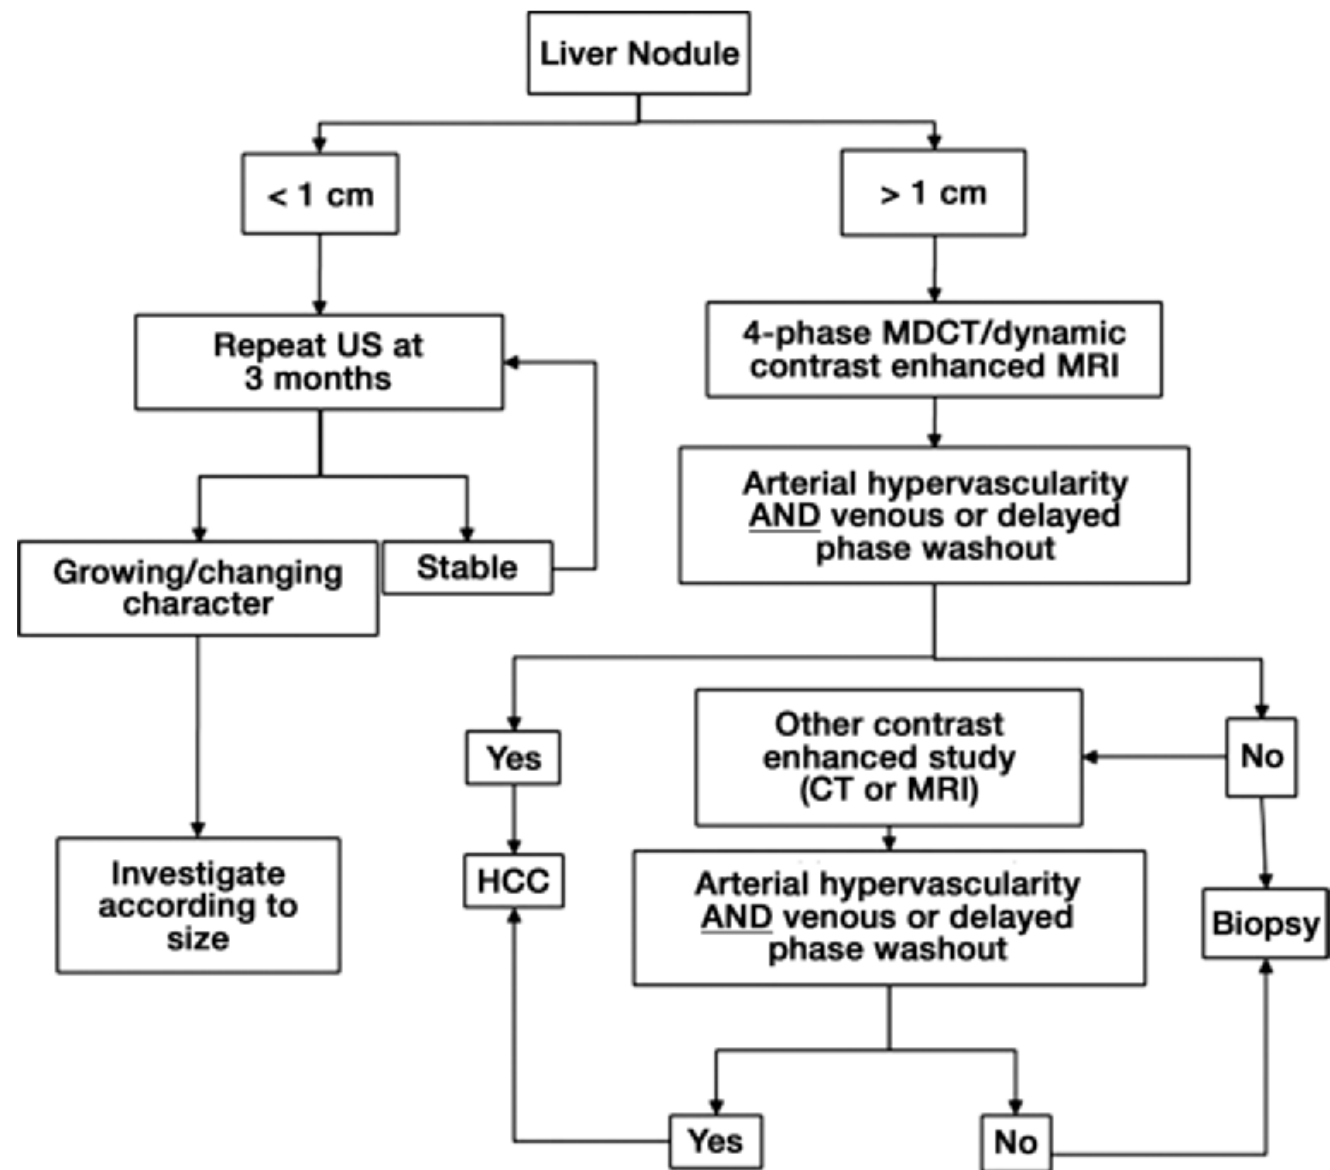 Liver Nodule
< 1 cm
> 1 cm
Repeat US at
3 months
4-phase MDCT/dynamic
contrast enhanced MRI
Arterial hypervascularity
AND venous or delayed
phase washout
Growing/changing
character
Stable
Investigate
according to
size
Yes
No
Other contrast
enhanced study
(CT or MRI)
HCC
Arterial hypervascularity
AND venous or delayed
phase washout
Biopsy
Yes
No